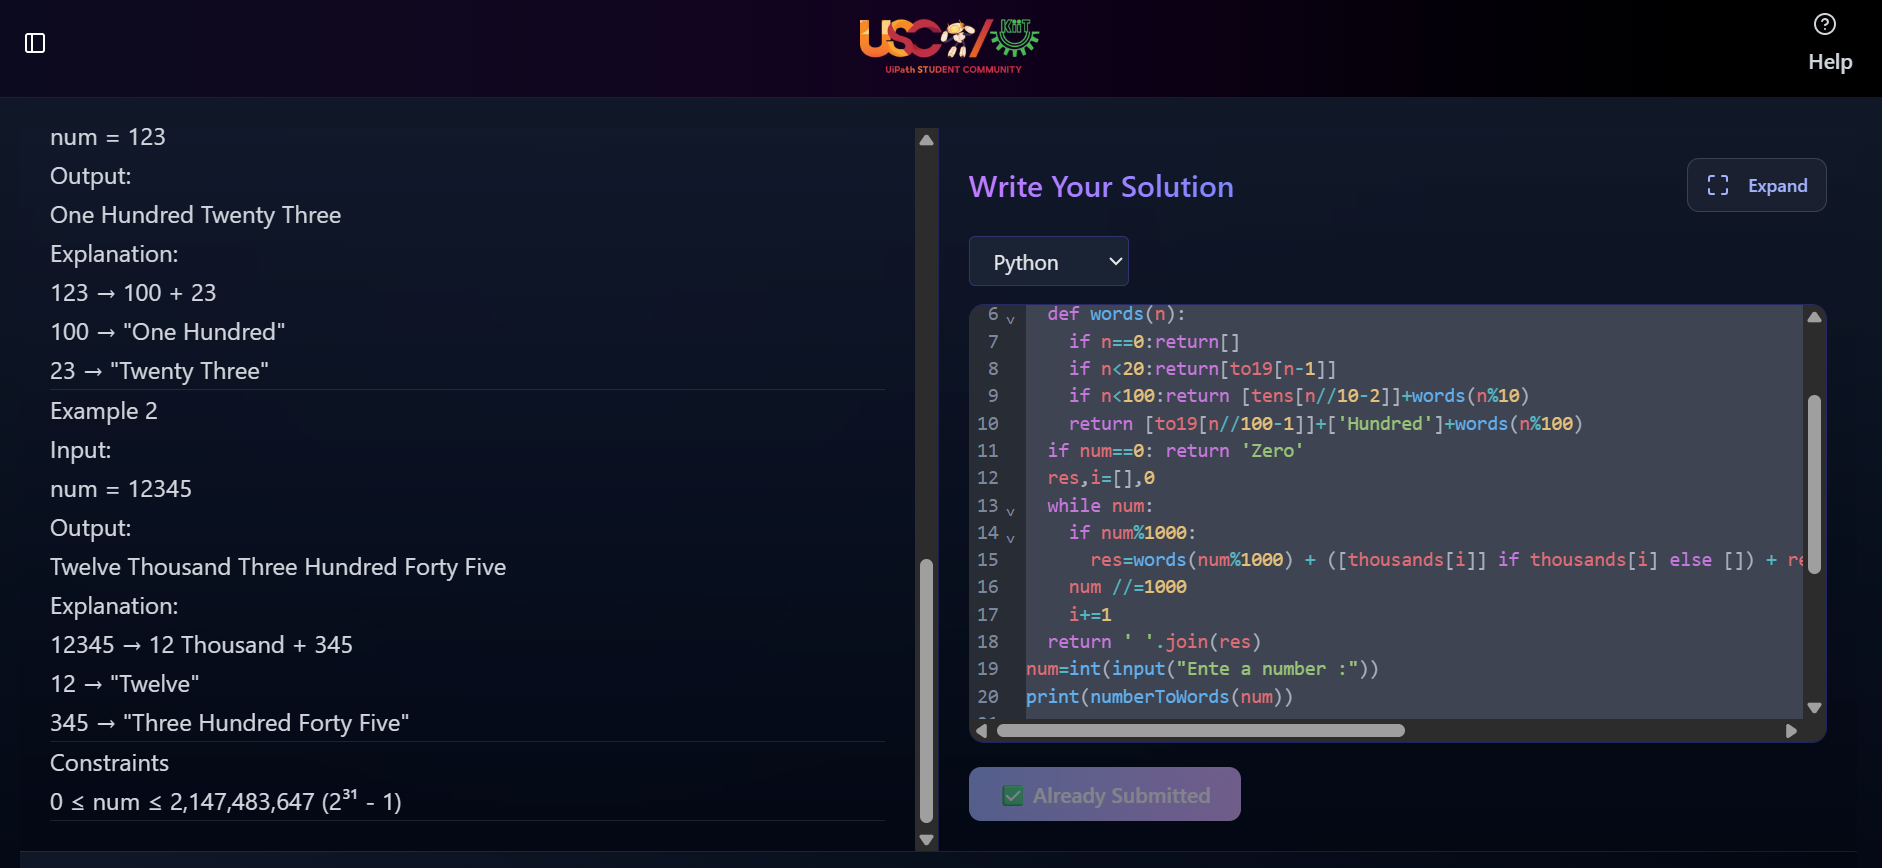 USC/KiiT
UiPath STUDENT COMMUNITY
Help
num = 123
Output:
One Hundred Twenty Three
Explanation:
123 → 100 + 23
100 → "One Hundred"
23 → "Twenty Three"
Example 2
Input:
num = 12345
Output:
Twelve Thousand Three Hundred Forty Five
Explanation:
12345 → 12 Thousand + 345
12 → "Twelve"
345 → "Three Hundred Forty Five"
Constraints
0 ≤ num ≤ 2,147,483,647 (2³¹ - 1)
Write Your Solution
Expand
Python
6 def words(n):
7 if n==0:return[]
8 if n<20:return[to19[n-1]]
9 if n<100:return [tens[n//10-2]]+words(n%10)
10 return [to19[n//100-1]]+['Hundred']+words(n%100)
11 if num==0: return 'Zero'
12 res,i=[],0
13 while num:
14 if num%1000:
15 res=words(num%1000) + ([thousands[i]] if thousands[i] else []) + re
16 num //=1000
17 i+=1
18 return ' '.join(res)
19 num=int(input("Ente a number :"))
20 print(numberToWords(num))
✅ Already Submitted